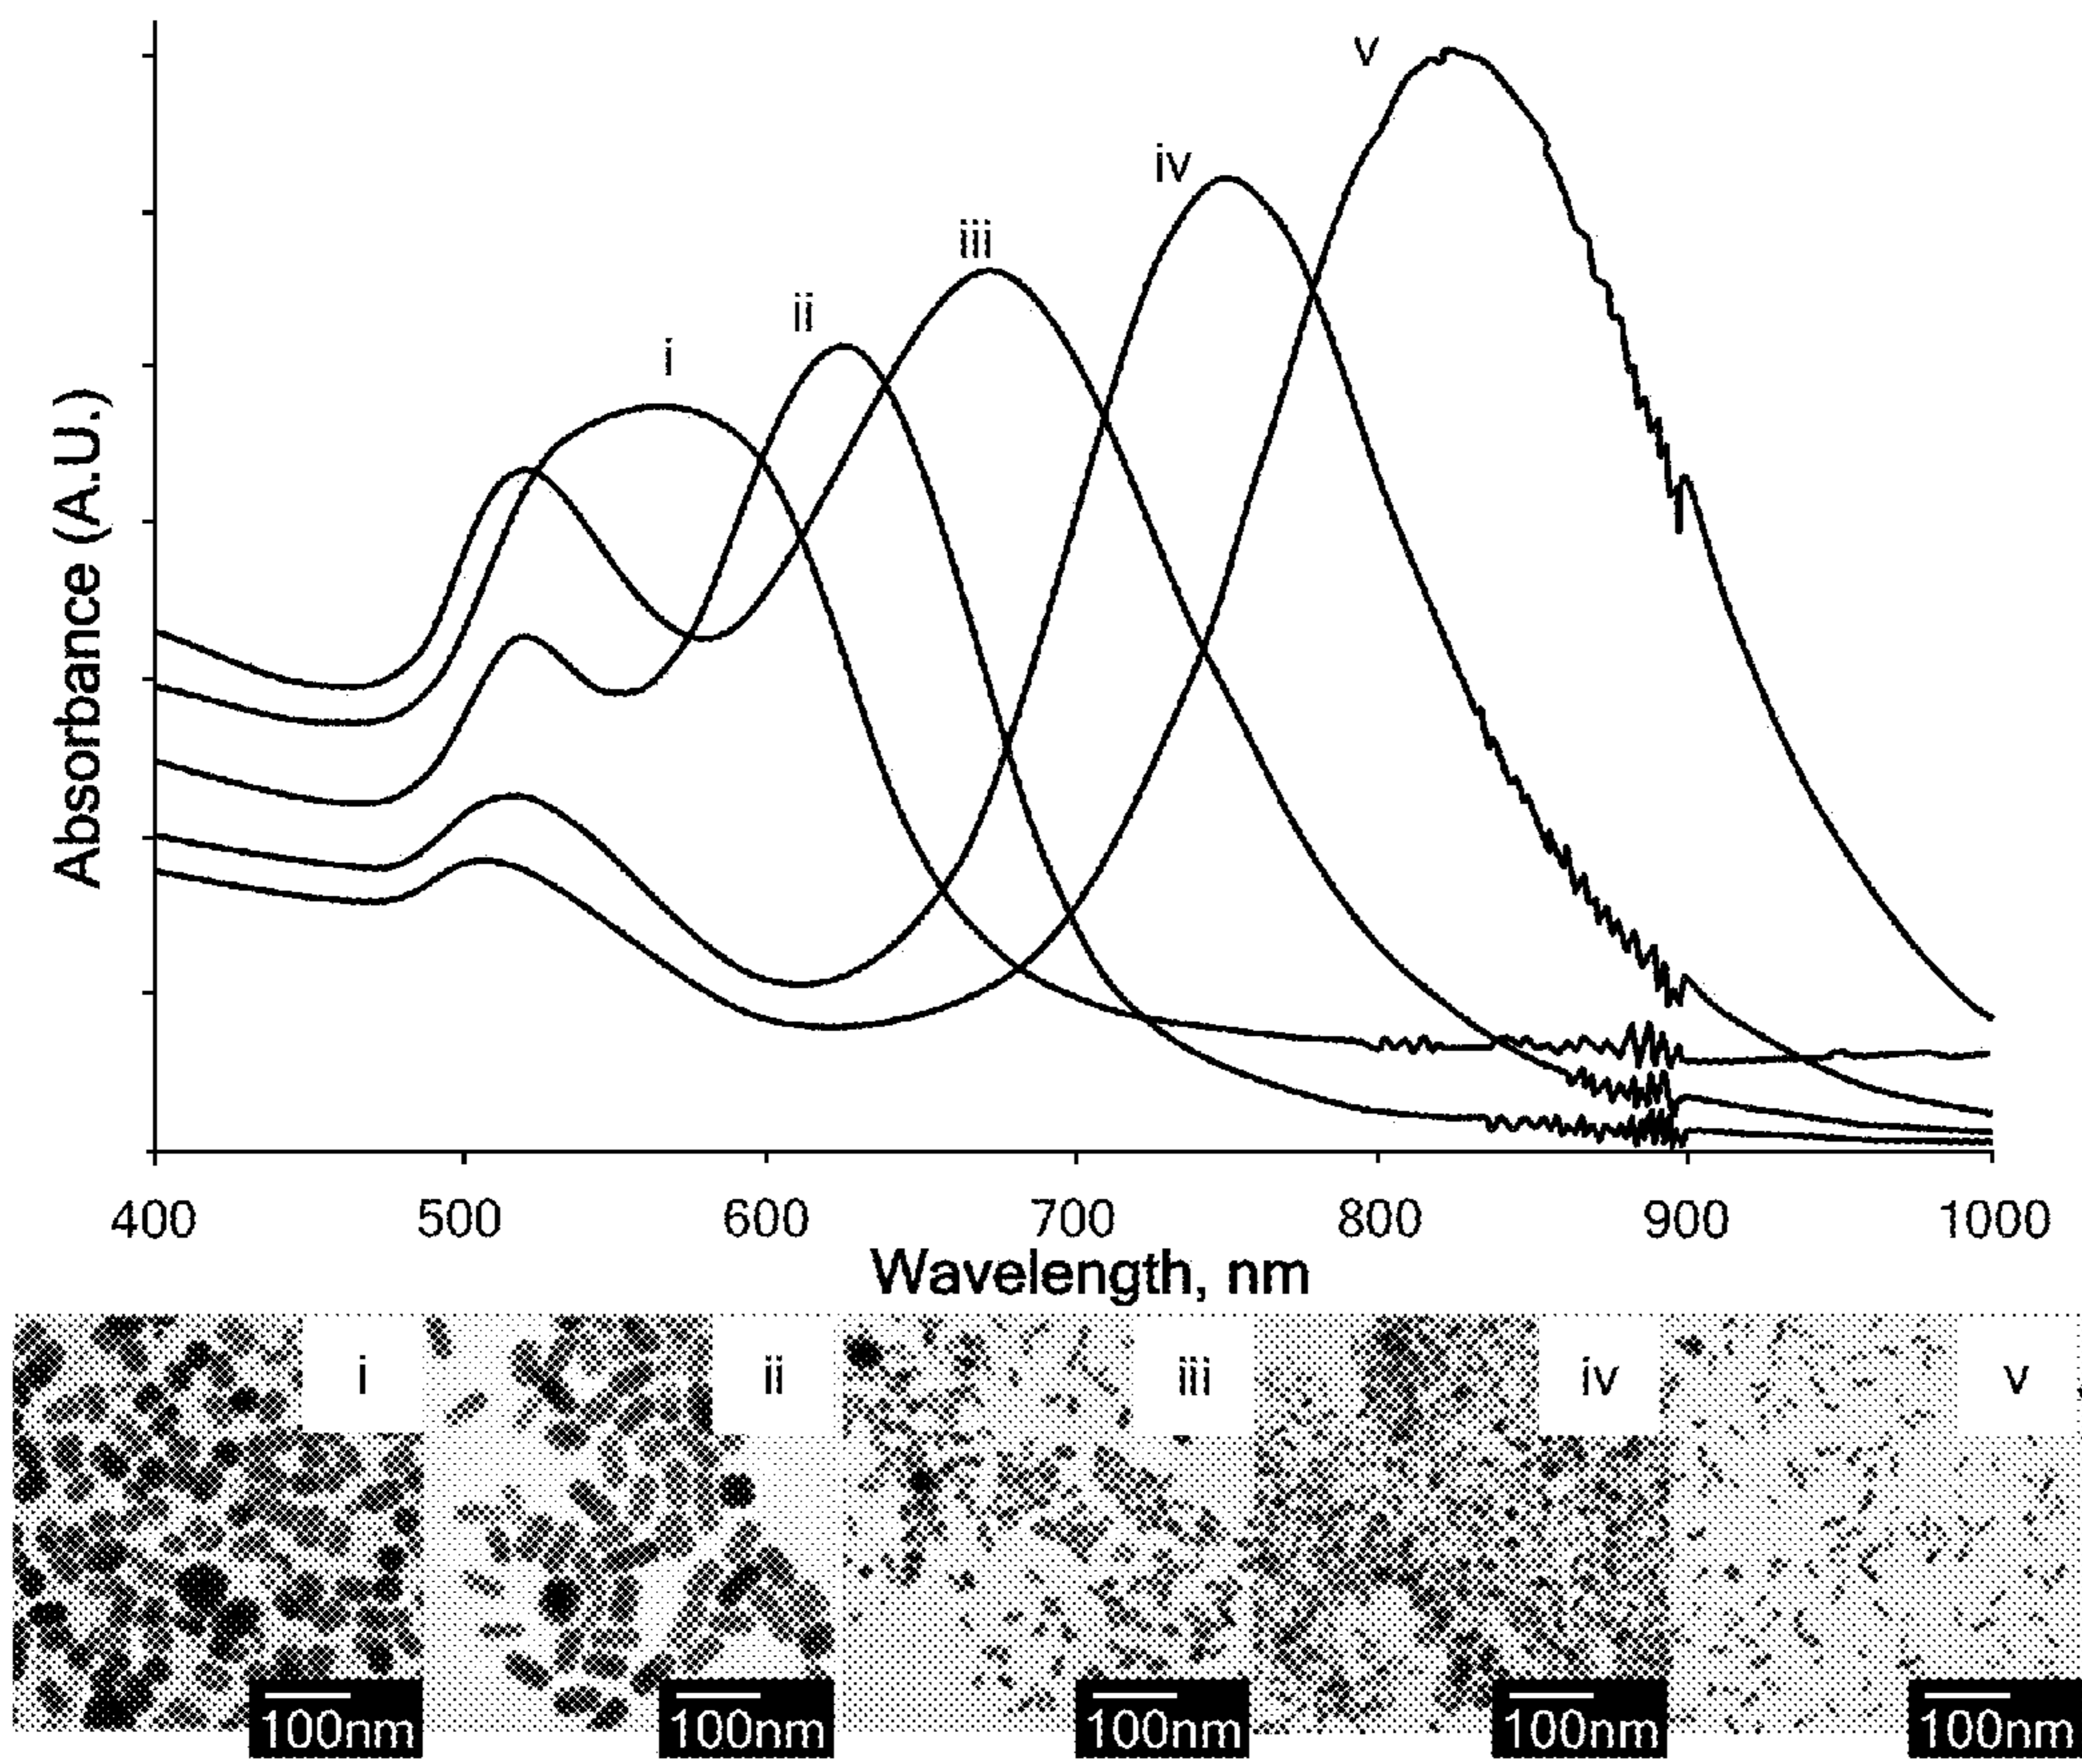 v
iv
iii
ii
i
Absorbance (A.U.)
400 500 600 700 800 900 1000
Wavelength, nm
i ii iii iv v
100nm 100nm 100nm 100nm 100nm